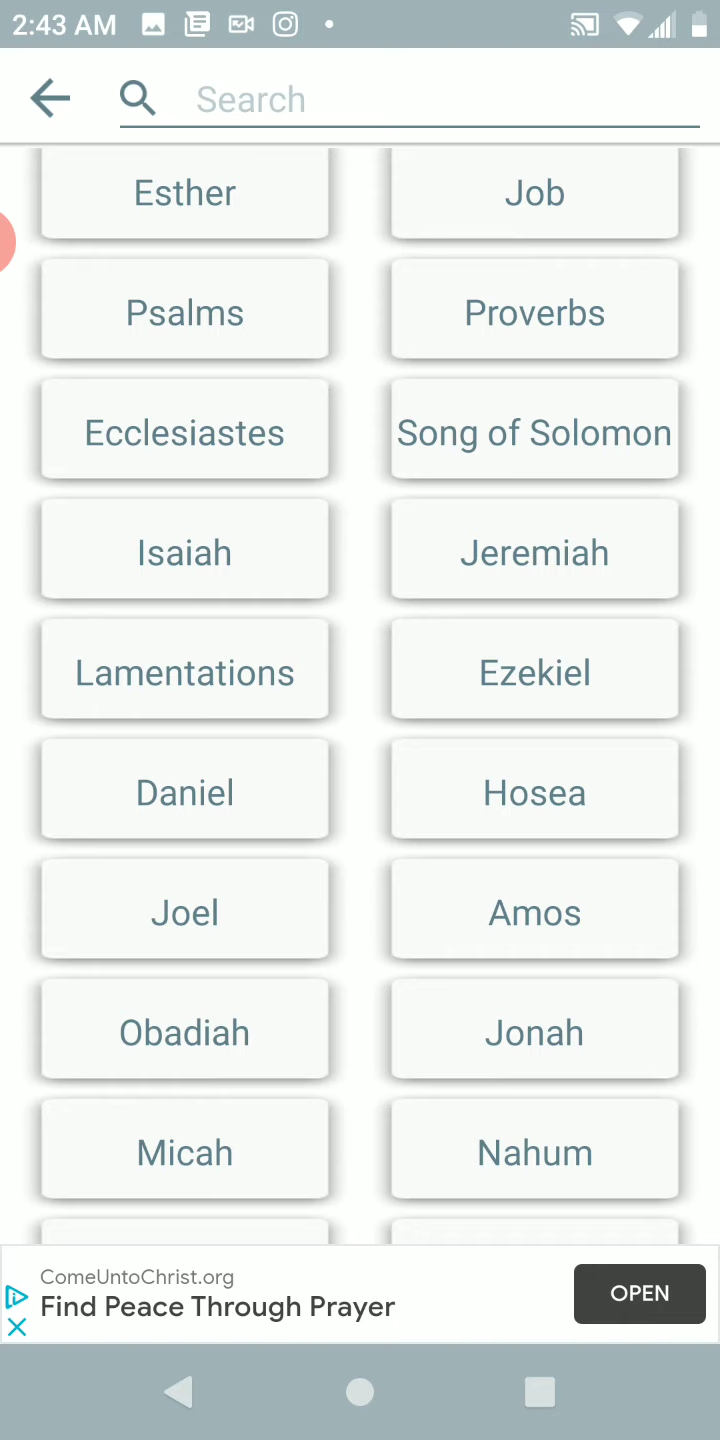 2:43 AM
Search
Esther
Job
Psalms
Proverbs
Ecclesiastes
Song of Solomon
Isaiah
Jeremiah
Lamentations
Ezekiel
Daniel
Hosea
Joel
Amos
Obadiah
Jonah
Micah
Nahum
ComeUntoChrist.org
Find Peace Through Prayer
OPEN